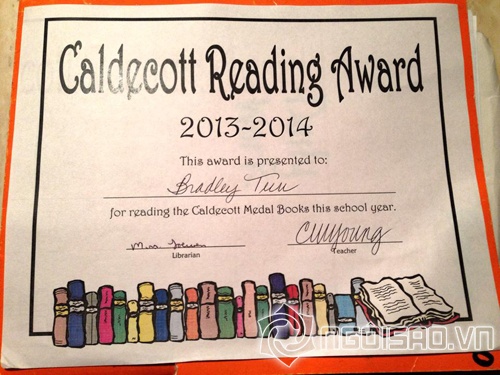 Caldecott Reading Award
2013-2014
This award is presented to:
Bradley
for reading the Caldecott Medal Books this school year.
Librarian
Teacher
NGOISAO.VN